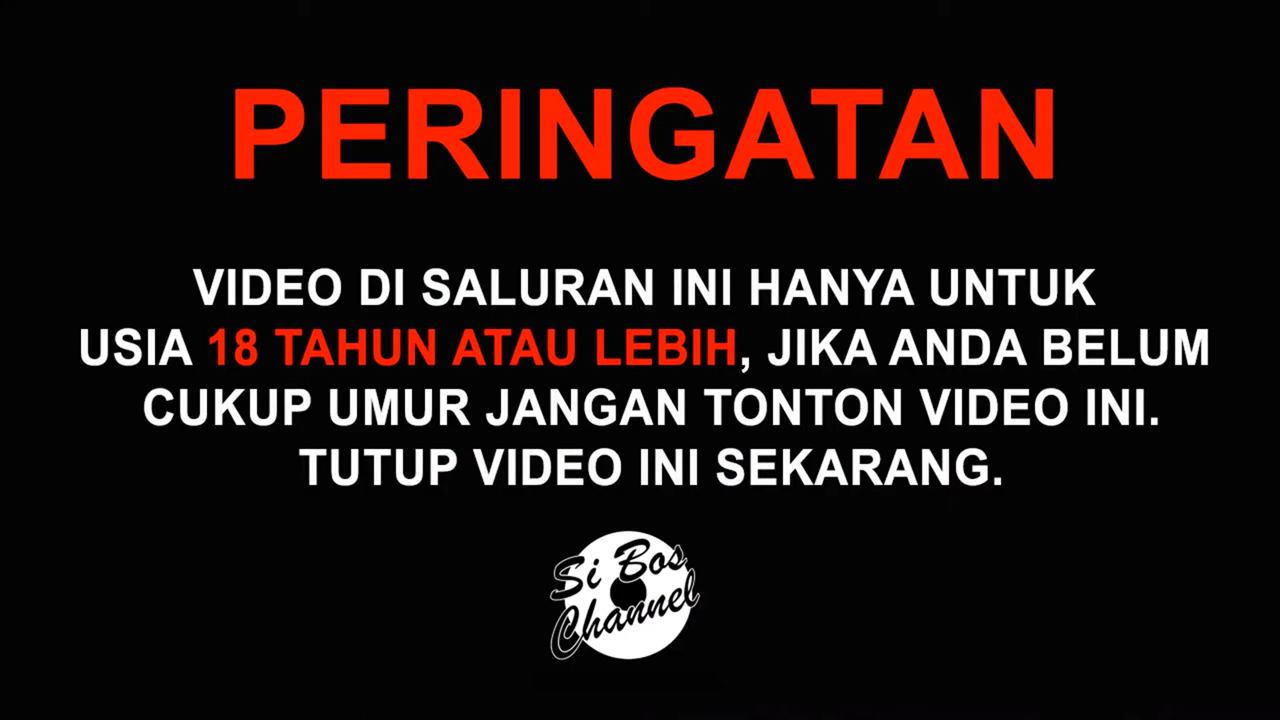 PERINGATAN
VIDEO DI SALURAN INI HANYA UNTUK
USIA 18 TAHUN ATAU LEBIH, JIKA ANDA BELUM
CUKUP UMUR JANGAN TONTON VIDEO INI.
TUTUP VIDEO INI SEKARANG.
Si Bos
Channel